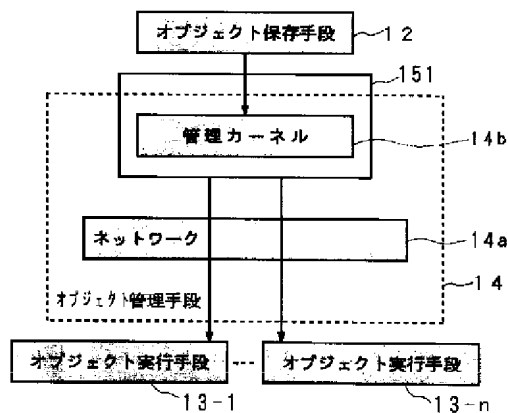 オブジェクト保存手段
12
151
管理カーネル
14b
ネットワーク
14a
オブジェクト管理手段
14
オブジェクト実行手段 --- オブジェクト実行手段
13-1
13-n